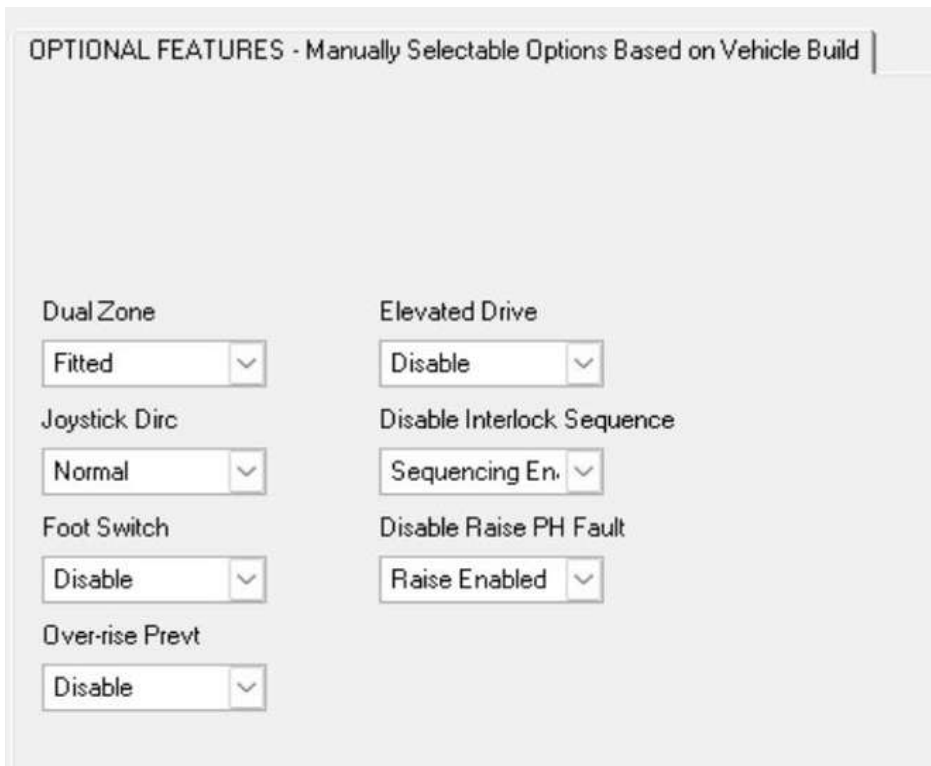 OPTIONAL FEATURES - Manually Selectable Options Based on Vehicle Build
Dual Zone
Elevated Drive
Fitted
Disable
Joystick Dirc
Disable Interlock Sequence
Normal
Sequencing En
Foot Switch
Disable Raise PH Fault
Disable
Raise Enabled
Over-rise Prevt
Disable